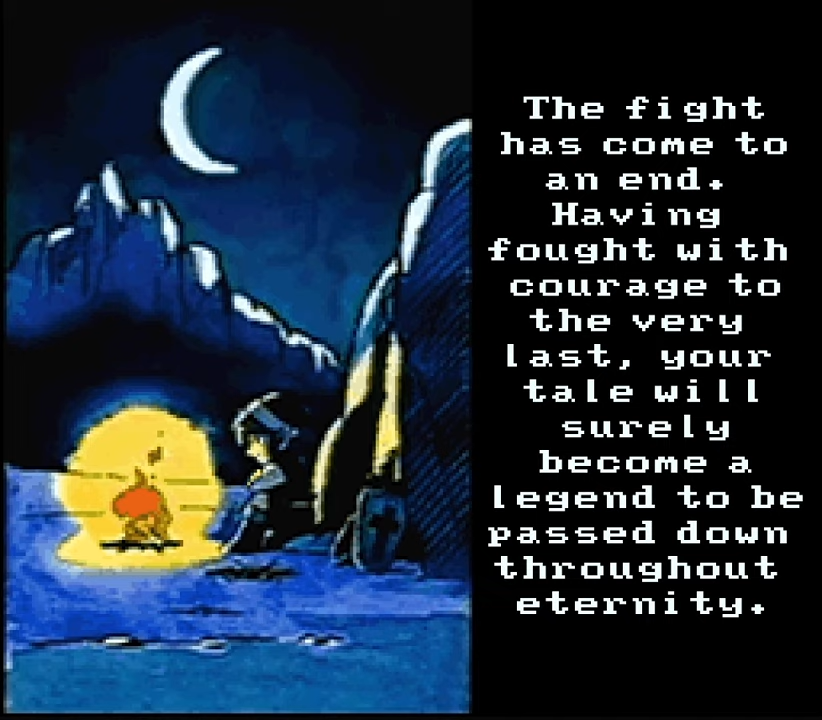 The fight
has come to
an end.
Having
fought with
courage to
the very
last, your
tale will
surely
become a
legend to be
passed down
throughout
eternity.